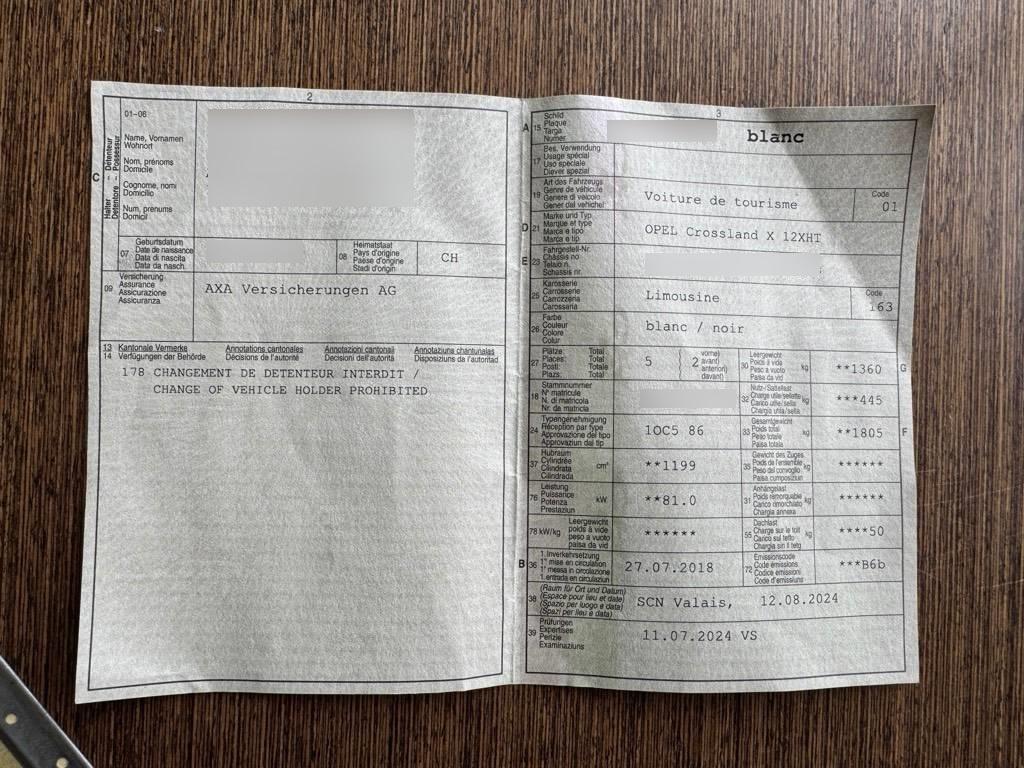 2
01-06
C
Halter Détenteur
Detentore Possessur
Name, Vornamen
Wohnort
Nom, prénoms
Domicile
Cognome, nomi
Domicilio
Num, prenums
Domicil
07
Geburtsdatum
Date de naissance
Data di nascita
Data da nasch.
08
Heimatstaat
Pays d'origine
Paese d'origine
Stadi d'origin
CH
09
Versicherung
Assurance
Assicurazione
Assicuranza
AXA Versicherungen AG
13
14
Kantonale Vermerke
Verfügungen der Behörde
Annotations cantonales
Décisions de l'autorité
Annotazioni cantonali
Decisioni dell'autorità
Annotaziuns chantunalas
Disposiziuns da l'autoritad
178 CHANGEMENT DE DETENTEUR INTERDIT /
CHANGE OF VEHICLE HOLDER PROHIBITED
3
A 15
Schild
Plaque
Targa
Numer
blanc
17
Bes. Verwendung
Usage spécial
Uso speciale
Diever spezial
19
Art des Fahrzeugs
Genre de véhicule
Genere di veicolo
Gener dal vehichel
Voiture de tourisme
Code
01
D 21
Marke und Typ
Marque et type
Marca e tipo
Marca e tip
OPEL Crossland X 12XHT
E 23
Fahrgestell-Nr.
Châssis no
Telaio n.
Schassis nr.
25
Karosserie
Carrosserie
Carrozzeria
Carossaria
Limousine
Code
163
26
Farbe
Couleur
Colore
Colur
blanc / noir
27
Plätze: Total
Places: Total
Posti: Totale
Plazs: Total
5
2
vorne)
avant)
anteriori)
davant)
30
Leergewicht
Poids à vide
Peso a vuoto
Paisa da vid
kg
**1360
G
18
Stammnummer
N° matricule
N. di matricola
Nr. da matricla
32
Nutz-/Sattellast
Charge utile/sellette
Carico utile/sella
Chargia utila/sella
kg
***445
24
Typengenehmigung
Réception par type
Approvazione del tipo
Approvaziun dal tip
1OC5 86
33
Gesamtgewicht
Poids total
Peso totale
Paisa totala
kg
**1805
F
37
Hubraum
Cylindrée
Cilindrata
Cilindrada
cm³
**1199
35
Gewicht des Zuges
Poids de l'ensemble
Peso del convoglio
Paisa cumposiziun
kg
******
76
Leistung
Puissance
Potenza
Prestaziun
kW
**81.0
31
Anhängelast
Poids remorquable
Carico rimorchiato
Chargia annexa
kg
******
78 kW/kg
Leergewicht
poids à vide
peso a vuoto
paisa da vid
******
55
Dachlast
Charge sur le toit
Carico sul tetto
Chargia sin il tetg
kg
****50
B 36
1. Inverkehrsetzung
1re mise en circulation
1a messa in circolazione
1. entrada en circulaziun
27.07.2018
72
Emissionscode
Code émissions
Codice emissioni
Code d'emissiuns
***B6b
38
(Raum für Ort und Datum)
(Espace pour lieu et date)
(Spazio per luogo e data)
(Spazi per lieu e data)
SCN Valais, 12.08.2024
39
Prüfungen
Expertises
Perizie
Examinaziuns
11.07.2024 VS